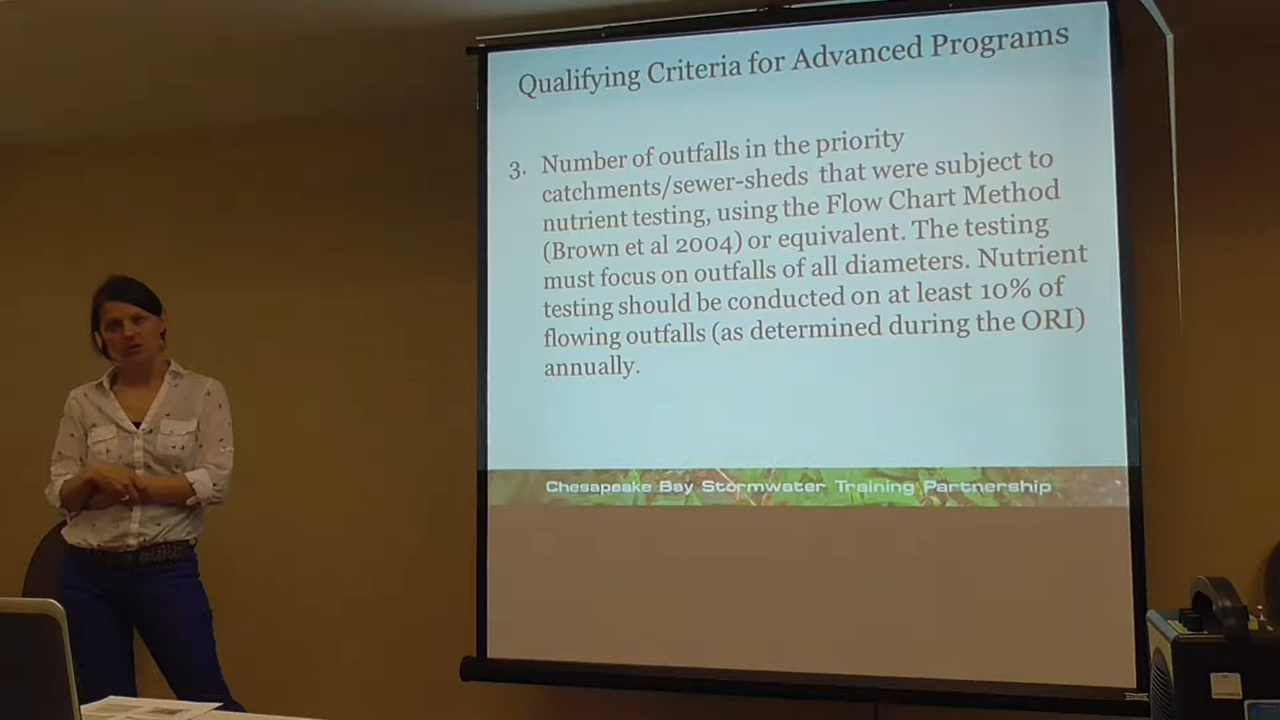 Qualifying Criteria for Advanced Programs
3. Number of outfalls in the priority
catchments/sewer-sheds that were subject to
nutrient testing, using the Flow Chart Method
(Brown et al 2004) or equivalent. The testing
must focus on outfalls of all diameters. Nutrient
testing should be conducted on at least 10% of
flowing outfalls (as determined during the ORI)
annually.
Chesapeake Bay Stormwater Training Partnership